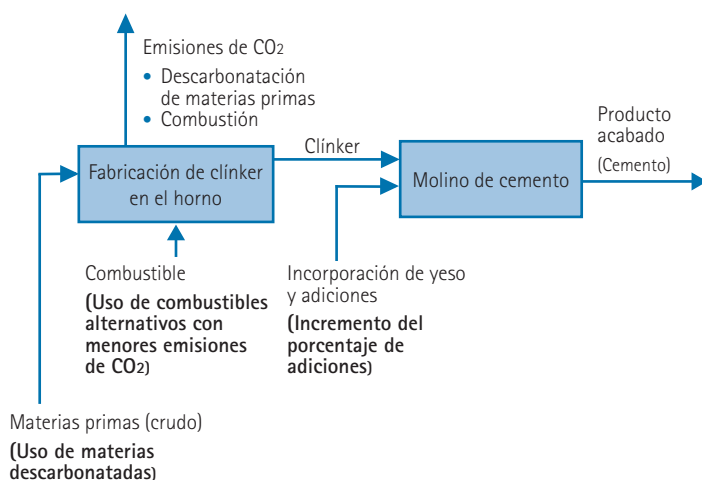 Emisiones de CO2
• Descarbonatación
de materias primas
• Combustión
Fabricación de clínker
en el horno
Clínker
Molino de cemento
Producto
acabado
(Cemento)
Combustible
(Uso de combustibles
alternativos con
menores emisiones
de CO2)
Incorporación de yeso
y adiciones
(Incremento del
porcentaje de
adiciones)
Materias primas (crudo)
(Uso de materias
descarbonatadas)